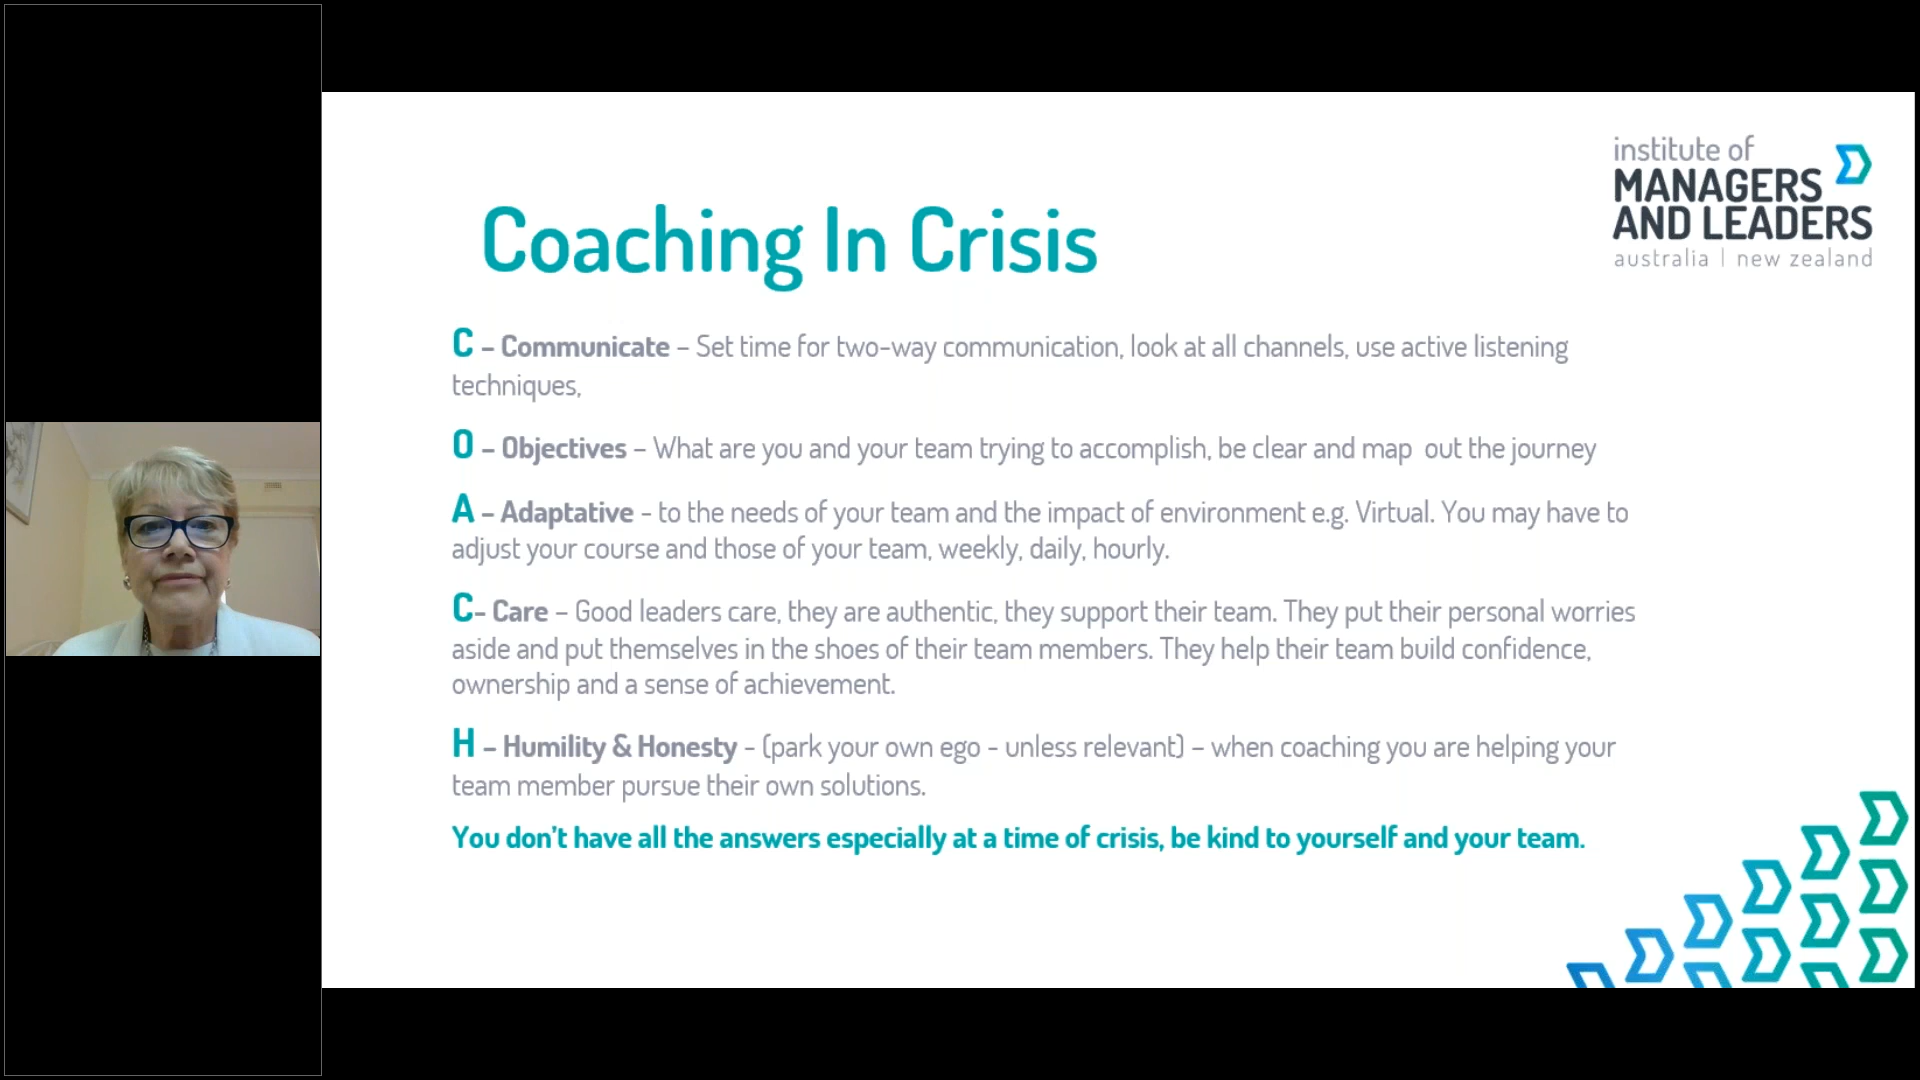 institute of
MANAGERS
AND LEADERS
australia | new zealand
Coaching In Crisis
C – Communicate – Set time for two-way communication, look at all channels, use active listening
techniques,
O – Objectives – What are you and your team trying to accomplish, be clear and map out the journey
A – Adaptative - to the needs of your team and the impact of environment e.g. Virtual. You may have to
adjust your course and those of your team, weekly, daily, hourly.
C- Care – Good leaders care, they are authentic, they support their team. They put their personal worries
aside and put themselves in the shoes of their team members. They help their team build confidence,
ownership and a sense of achievement.
H – Humility & Honesty - (park your own ego - unless relevant) – when coaching you are helping your
team member pursue their own solutions.
You don't have all the answers especially at a time of crisis, be kind to yourself and your team.